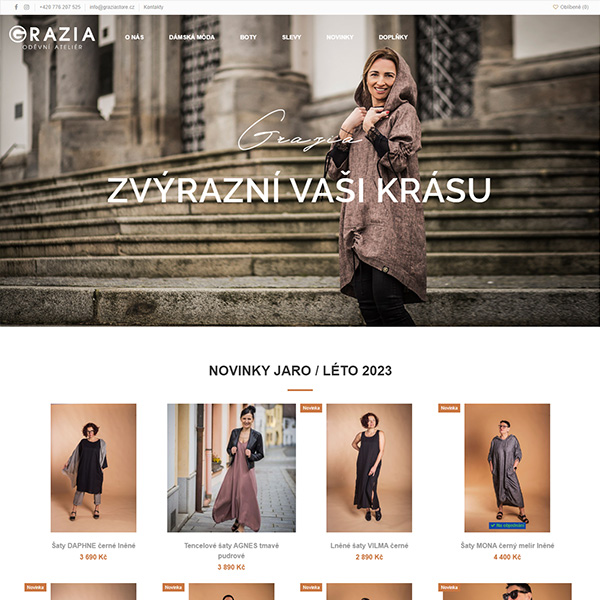 +420 776 287 525 info@graziastore.cz Kontakty Oblíbené (0)
GRAZIA
ODĚVNÍ ATELIÉR
O NÁS DÁMSKÁ MÓDA BOTY SLEVY NOVINKY DOPLŇKY
Grazia
ZVÝRAZNÍ VAŠI KRÁSU
NOVINKY JARO / LÉTO 2023
Novinka Novinka
Na objednání
Šaty DAPHNE černé lněné
3 690 Kč
Tencelové šaty AGNES tmavě
pudrové
3 890 Kč
Lněné šaty VILMA černé
2 890 Kč
Šaty MONA černý melír lněné
4 400 Kč
Novinka Novinka Novinka Novinka